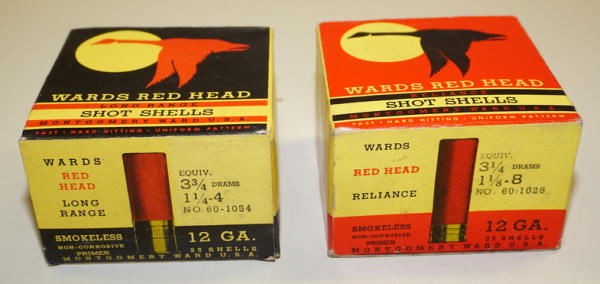 WARDS RED HEAD
LONG RANGE
SHOT SHELLS
MONTGOMERY WARD U.S.A.
FAST • HARD-HITTING • UNIFORM PATTERN
WARDS
RED
HEAD
LONG
RANGE
EQUIV.
3¾ DRAMS
1¼-4
NO. 60-1054
SMOKELESS
NON-CORROSIVE
PRIMER
12 GA.
25 SHELLS
MONTGOMERY WARD U.S.A.
WARDS RED HEAD
RELIANCE
SHOT SHELLS
MONTGOMERY WARD U.S.A.
FAST • HARD HITTING • UNIFORM PATTERN
WARDS
RED HEAD
RELIANCE
EQUIV.
3¼ DRAMS
1⅛-8
NO. 60-1028
SMOKELESS
NON-CORROSIVE
PRIMER
12 GA.
25 SHELLS
MONTGOMERY WARD U.S.A.